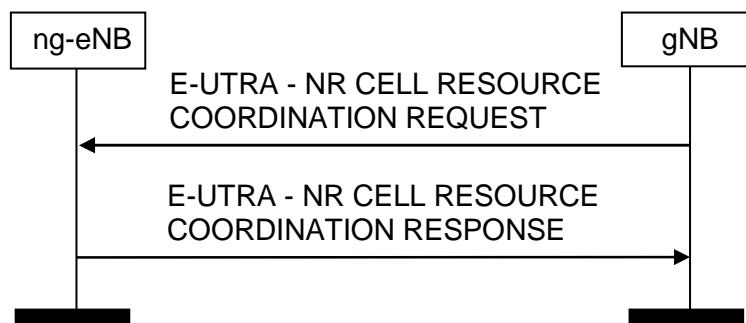 ng-eNB
gNB
E-UTRA - NR CELL RESOURCE
COORDINATION REQUEST
E-UTRA - NR CELL RESOURCE
COORDINATION RESPONSE